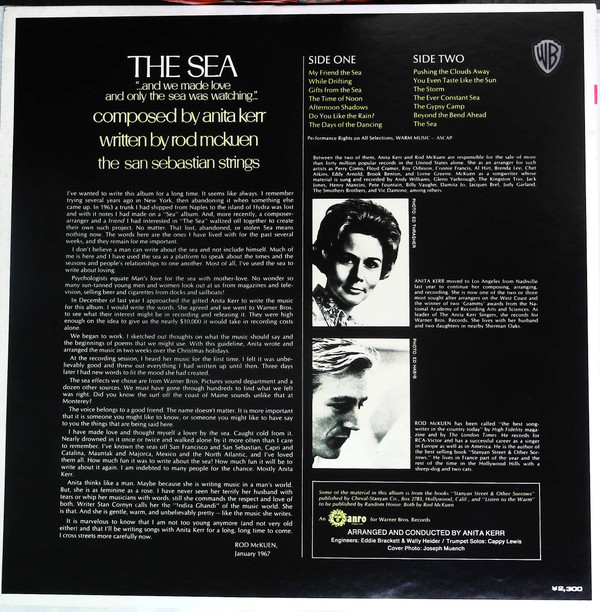 THE SEA
"...and we made love
and only the sea was watching..."
composed by anita kerr
written by rod mckuen
the san sebastian strings
I've wanted to write this album for a long time. It seems like always. I remember
trying several years ago in New York, then abandoning it when something else
came up. In 1963 a trunk I had shipped from Naples to the island of Hydra was lost
and with it notes I had made on a "Sea" album. And, more recently, a composer-
arranger and a friend I had interested in "The Sea" waltzed off together to create
their own such project. No matter. That lost, abandoned, or stolen Sea means
nothing now. The words here are the ones I have lived with for the past several
weeks, and they remain for me important.
I don't believe a man can write about the sea and not include himself. Much of
me is here and I have used the sea as a platform to speak about the times and the
seasons and people's relationships to one another. Most of all, I've used the sea to
write about loving.
Psychologists equate Man's love for the sea with mother-love. No wonder so
many sun-tanned young men and women look out at us from magazines and tele-
vision, selling beer and cigarettes from docks and sailboats!
In December of last year I approached the gifted Anita Kerr to write the music
for this album. I would write the words. She agreed and we went to Warner Bros.
to see what their interest might be in recording and releasing it. They were high
enough on the idea to give us the nearly $10,000 it would take in recording costs
alone.
We began to work. I sketched out thoughts on what the music should say and
the beginnings of poems that we might use. With this guideline, Anita wrote and
arranged the music in two weeks over the Christmas holidays.
At the recording session, I heard her music for the first time. I felt it was unbe-
lievably good and threw out everything I had written up until then. Three days
later I had new words to fit the mood she had created.
The sea effects we chose are from Warner Bros. Pictures sound department and a
dozen other sources. We must have gone through hundreds to find what we felt
was right. Did you know the surf off the coast of Maine sounds unlike that at
Monterey?
The voice belongs to a good friend. The name doesn't matter. It is more important
that it is someone you might like to know, or someone you might like to have say
to you the things that are being said here.
I have made love and thought myself a lover by the sea. Caught cold from it.
Nearly drowned in it once or twice and walked alone by it more often than I care
to remember. I've known the seas off San Francisco and San Sebastian, Capri and
Catalina, Mauntak and Majorca, Mexico and the North Atlantic, and I've loved
them all. How much fun it will be to write about the sea! How much fun it will be to
write about it again. I am indebted to many people for the chance. Mostly Anita
Kerr.
Anita thinks like a man. Maybe because she is writing music in a man's world.
But, she is as feminine as a rose. I have never seen her terrify her husband with
tears or whip her musicians with words, still she commands the respect and love of
both. Writer Stan Cornyn calls her the "Indira Ghandi" of the music world. She
is that. And she is gentle, warm, and unbelievably pretty -- like the music she writes.
It is marvelous to know that I am not too young anymore (and not very old
either) and that I'll be writing songs with Anita Kerr for a long, long time to come.
I cross streets more carefully now.
ROD McKUEN,
January 1967
SIDE ONE
My Friend the Sea
While Drifting
Gifts from the Sea
The Time of Noon
Afternoon Shadows
Do You Like the Rain?
The Days of the Dancing
SIDE TWO
Pushing the Clouds Away
You Even Taste Like the Sun
The Storm
The Ever Constant Sea
The Gypsy Camp
Beyond the Bend Ahead
The Sea
WB
Performance Rights on All Selections, WARM MUSIC - ASCAP
Between the two of them, Anita Kerr and Rod McKuen are responsible for the sale of more
than forty million popular records in the United States alone. She as an arranger for such
artists as Perry Como, Floyd Cramer, Roy Orbison, Connie Francis, Al Hirt, Brenda Lee, Chet
Atkins, Eddy Arnold, Brook Benton, and Lorne Greene. McKuen as a songwriter whose
material is sung and recorded by Andy Williams, Glenn Yarbrough, The Kingston Trio, Jack
Jones, Henry Mancini, Pete Fountain, Billy Vaughn, Damita Jo, Jacques Brel, Judy Garland,
The Smothers Brothers, and Vic Damone, among others.
PHOTO: ED THRASHER
ANITA KERR moved to Los Angeles from Nashville
last year to continue her composing, arranging,
and recording. She is now one of the two or three
most sought after arrangers on the West Coast and
the winner of two 'Grammy' awards from the Na-
tional Academy of Recording Arts and Sciences. As
leader of The Anita Kerr Singers, she records for
Warner Bros. Records. She lives with her husband
and two daughters in nearby Sherman Oaks.
ROD McKUEN has been called "the best song-
writer in the country today" by High Fidelity maga-
zine and by The London Times. He records for
RCA-Victor and has a successful career as a singer
in Europe as well as in America. He is the author of
the best selling book "Stanyan Street & Other Sor-
rows." He lives in France part of the year and the
rest of the time in the Hollywood Hills with a
sheep-dog and two cats.
Some of the material in this album is from the books "Stanyan Street & Other Sorrows"
published by Cheval-Stanyan Co., Box 2783, Hollywood, Calif., and "Listen to the Warm"
to be published by Random House. Both by Rod McKuen
An anro for Warner Bros. Records
ARRANGED AND CONDUCTED BY ANITA KERR
Engineers: Eddie Brackett & Wally Heider / Trumpet Solos: Cappy Lewis
Cover Photo: Joseph Muench
¥2,300